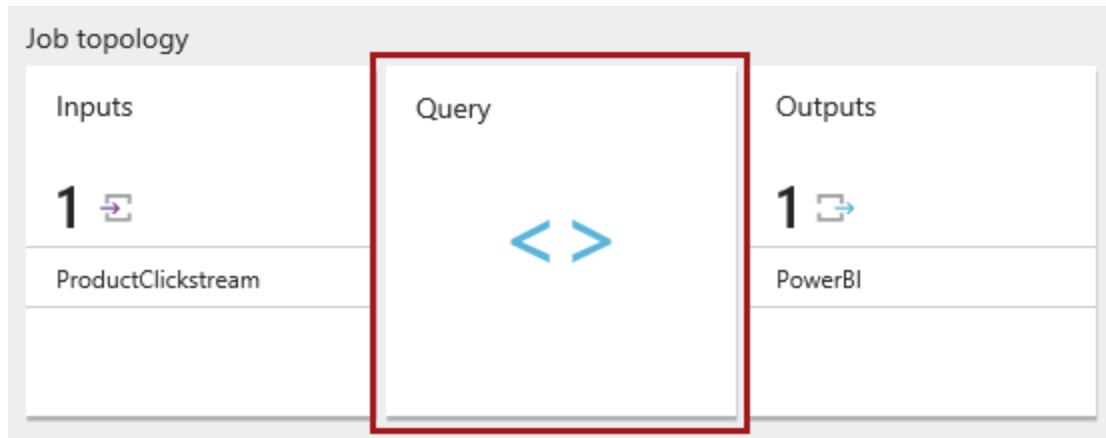 Job topology
Inputs
1
ProductClickstream
Query
< >
Outputs
1
PowerBI